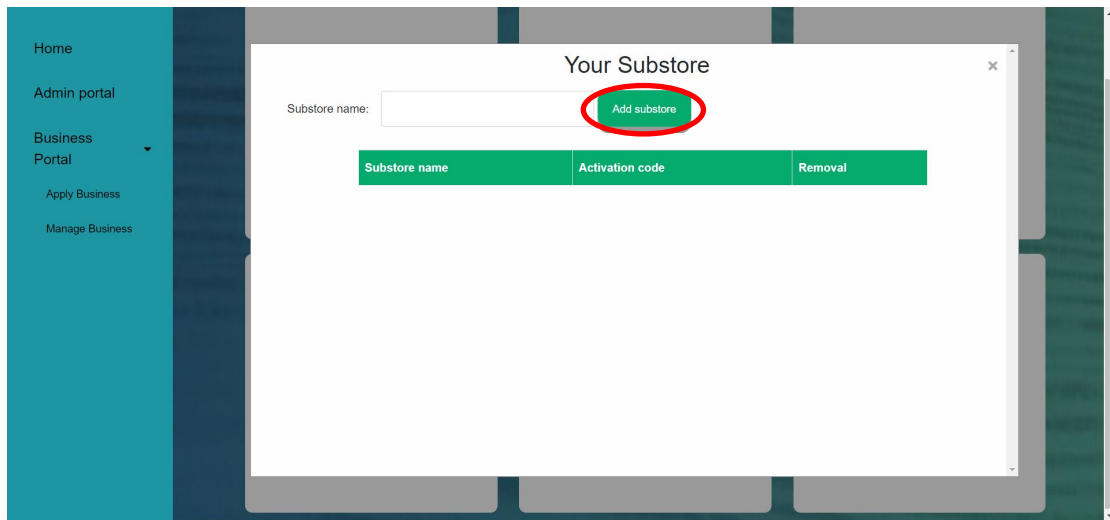 Home
Admin portal
Business
Portal
Apply Business
Manage Business
Your Substore
×
Substore name:
Add substore
Substore name Activation code Removal